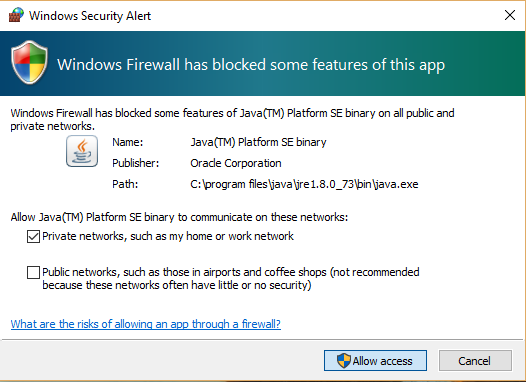 Windows Security Alert
Windows Firewall has blocked some features of this app
Windows Firewall has blocked some features of Java(TM) Platform SE binary on all public and
private networks.
Name: Java(TM) Platform SE binary
Publisher: Oracle Corporation
Path: C:\program files\java\jre1.8.0_73\bin\java.exe
Allow Java(TM) Platform SE binary to communicate on these networks:
Private networks, such as my home or work network
Public networks, such as those in airports and coffee shops (not recommended
because these networks often have little or no security)
What are the risks of allowing an app through a firewall?
Allow access Cancel